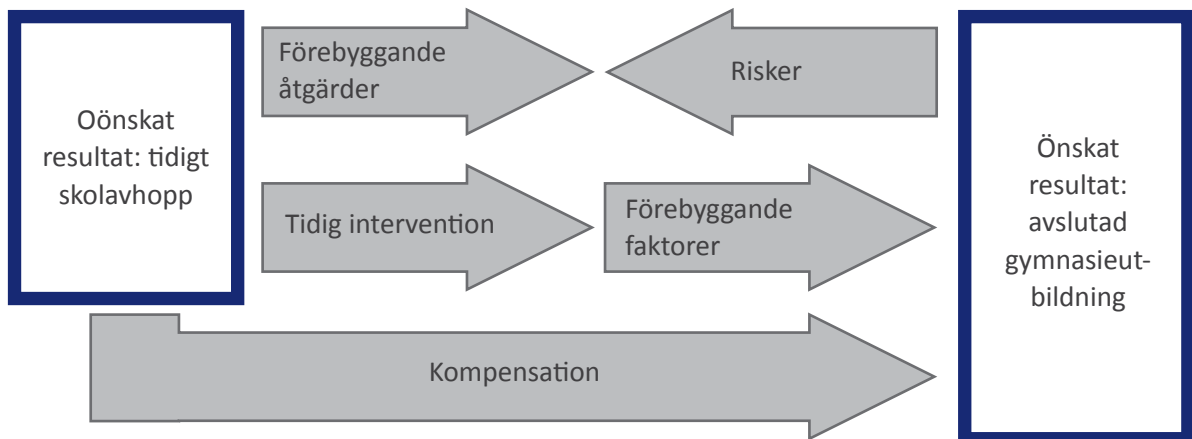 Oönskat
resultat: tidigt
skolavhopp
Förebyggande
åtgärder
Risker
Tidig intervention
Förebyggande
faktorer
Kompensation
Önskat
resultat:
avslutad
gymnasieut-
bildning